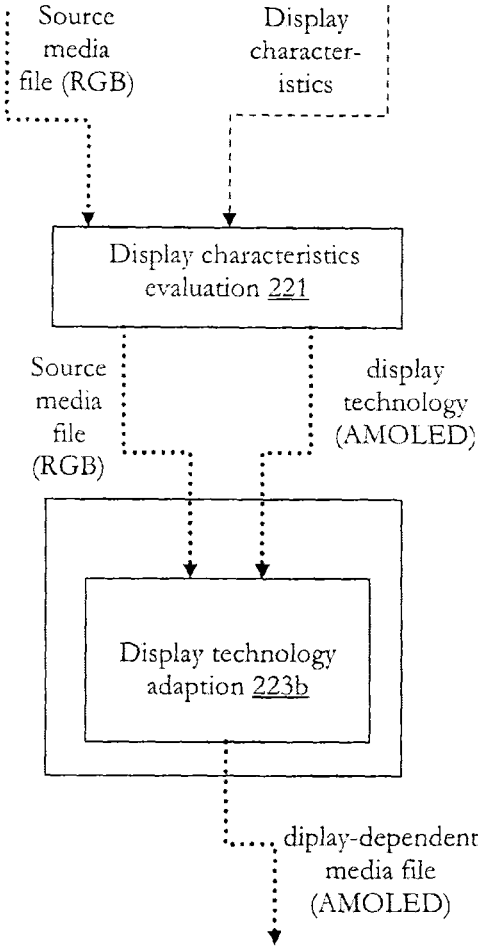 Source
media
file (RGB)
Display
character-
istics
Display characteristics
evaluation 221
Source
media
file
(RGB)
display
technology
(AMOLED)
Display technology
adaption 223b
diplay-dependent
media file
(AMOLED)